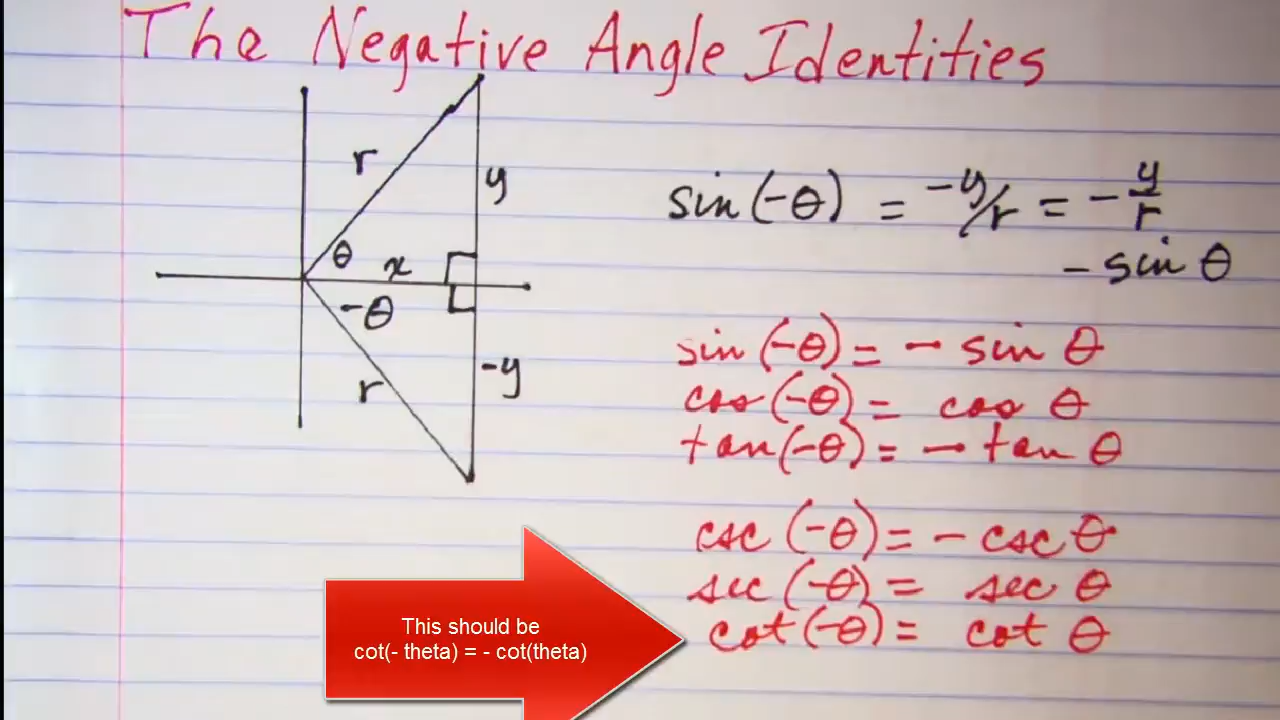 The Negative Angle Identities
r
y
θ
x
-θ
r
-y
sin(-θ) = -y/r = - y/r
- sin θ
sin(-θ) = - sin θ
cos(-θ) = cos θ
tan(-θ) = - tan θ
csc(-θ) = - csc θ
sec(-θ) = sec θ
cot(-θ) = cot θ
This should be
cot(- theta) = - cot(theta)